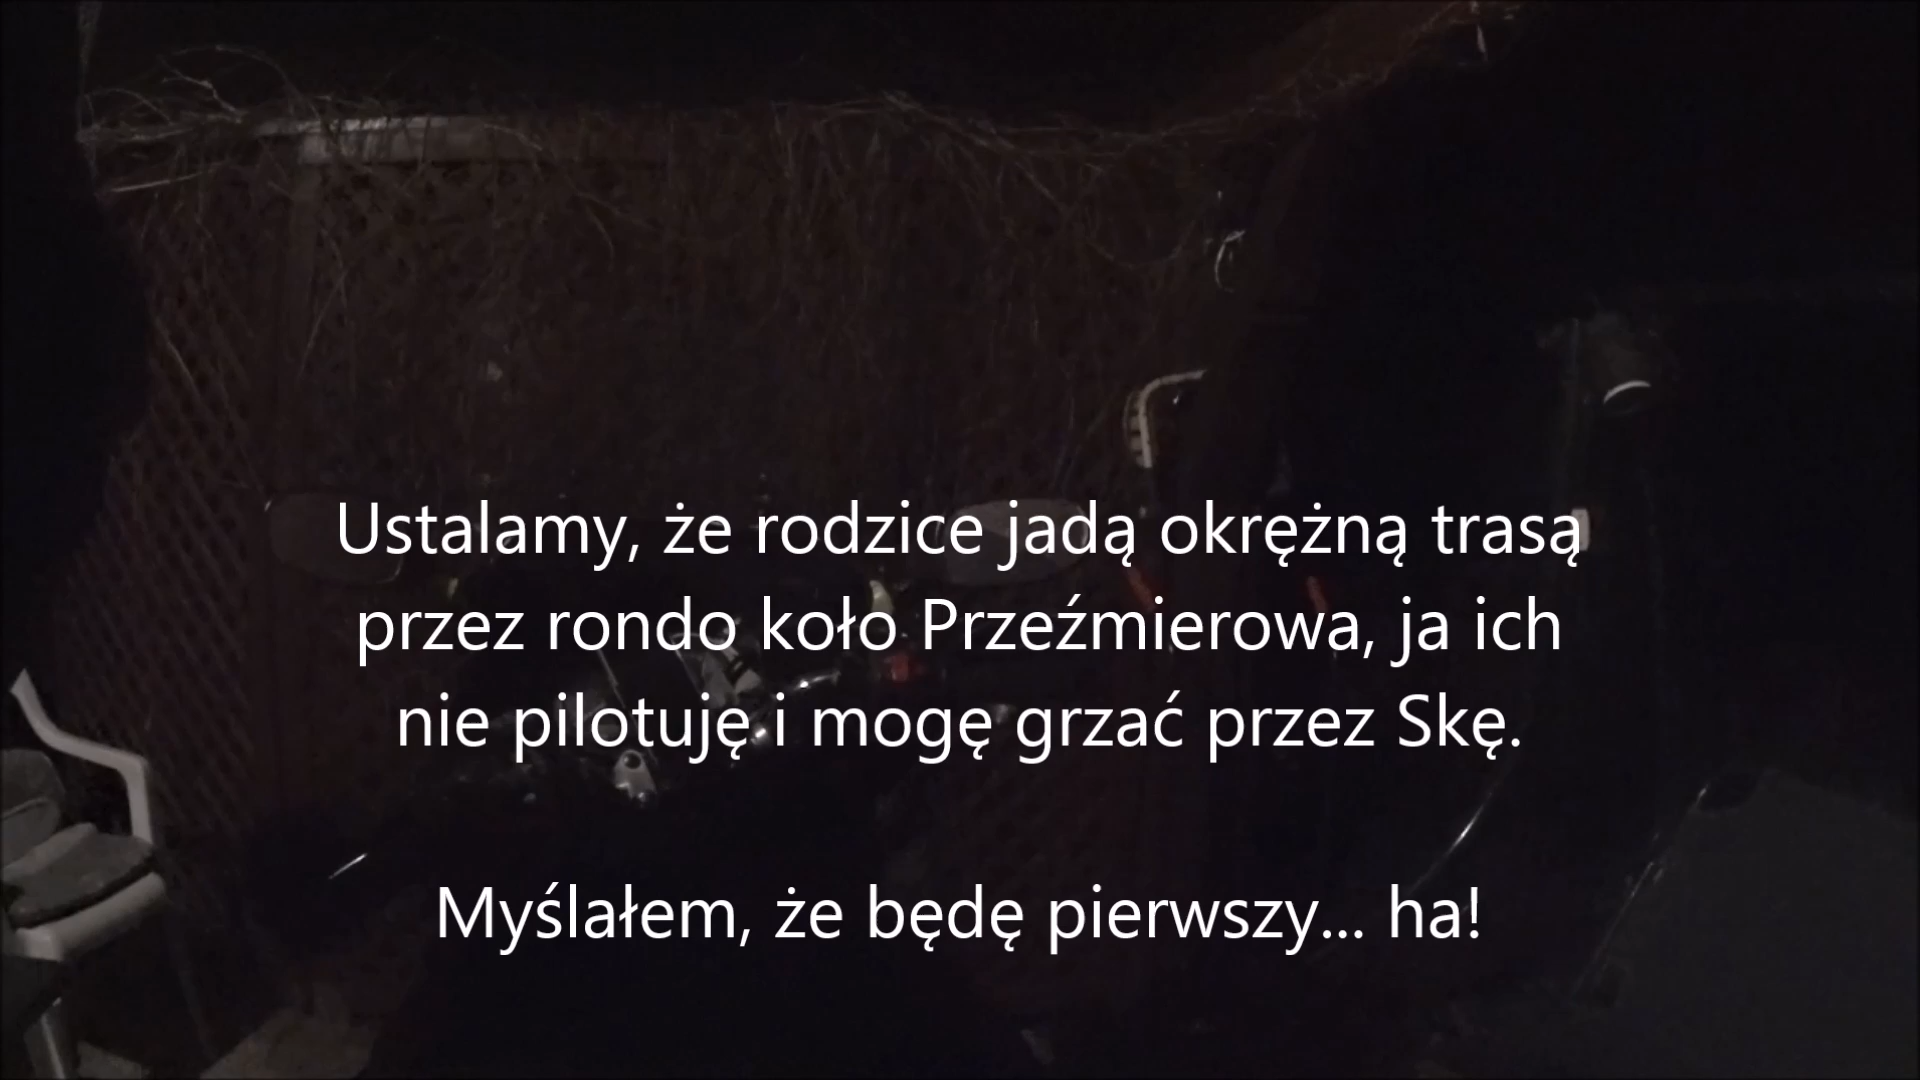 Ustalamy, że rodzice jadą okrężną trasą
przez rondo koło Przeźmierowa, ja ich
nie pilotuję i mogę grzać przez Skę.
Myślałem, że będę pierwszy... ha!